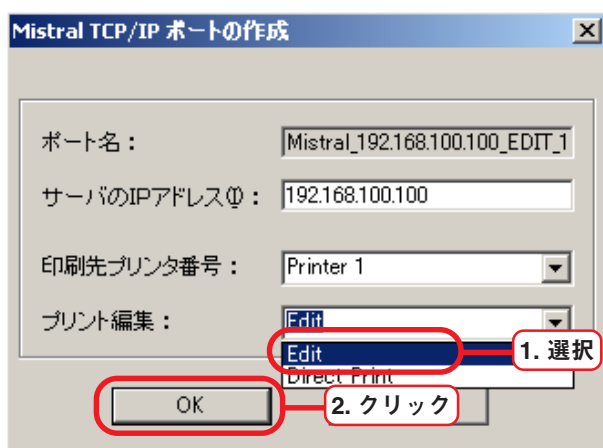 Mistral TCP/IP ポートの作成
ポート名：
Mistral_192.168.100.100_EDIT_1
サーバのIPアドレス(I)：
192.168.100.100
印刷先プリンタ番号：
Printer 1
プリント編集：
Edit
Edit
1. 選択
Direct Print
OK
2. クリック